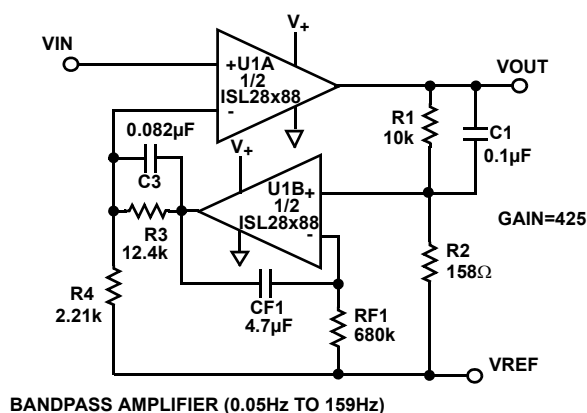 V+
VIN
+U1A
1/2
ISL28x88
-
VOUT
R1
10k
C1
0.1µF
0.082µF
C3
V+
U1B+
1/2
ISL28x88
-
GAIN=425
R3
12.4k
R2
158Ω
R4
2.21k
CF1
4.7µF
RF1
680k
VREF
BANDPASS AMPLIFIER (0.05Hz TO 159Hz)